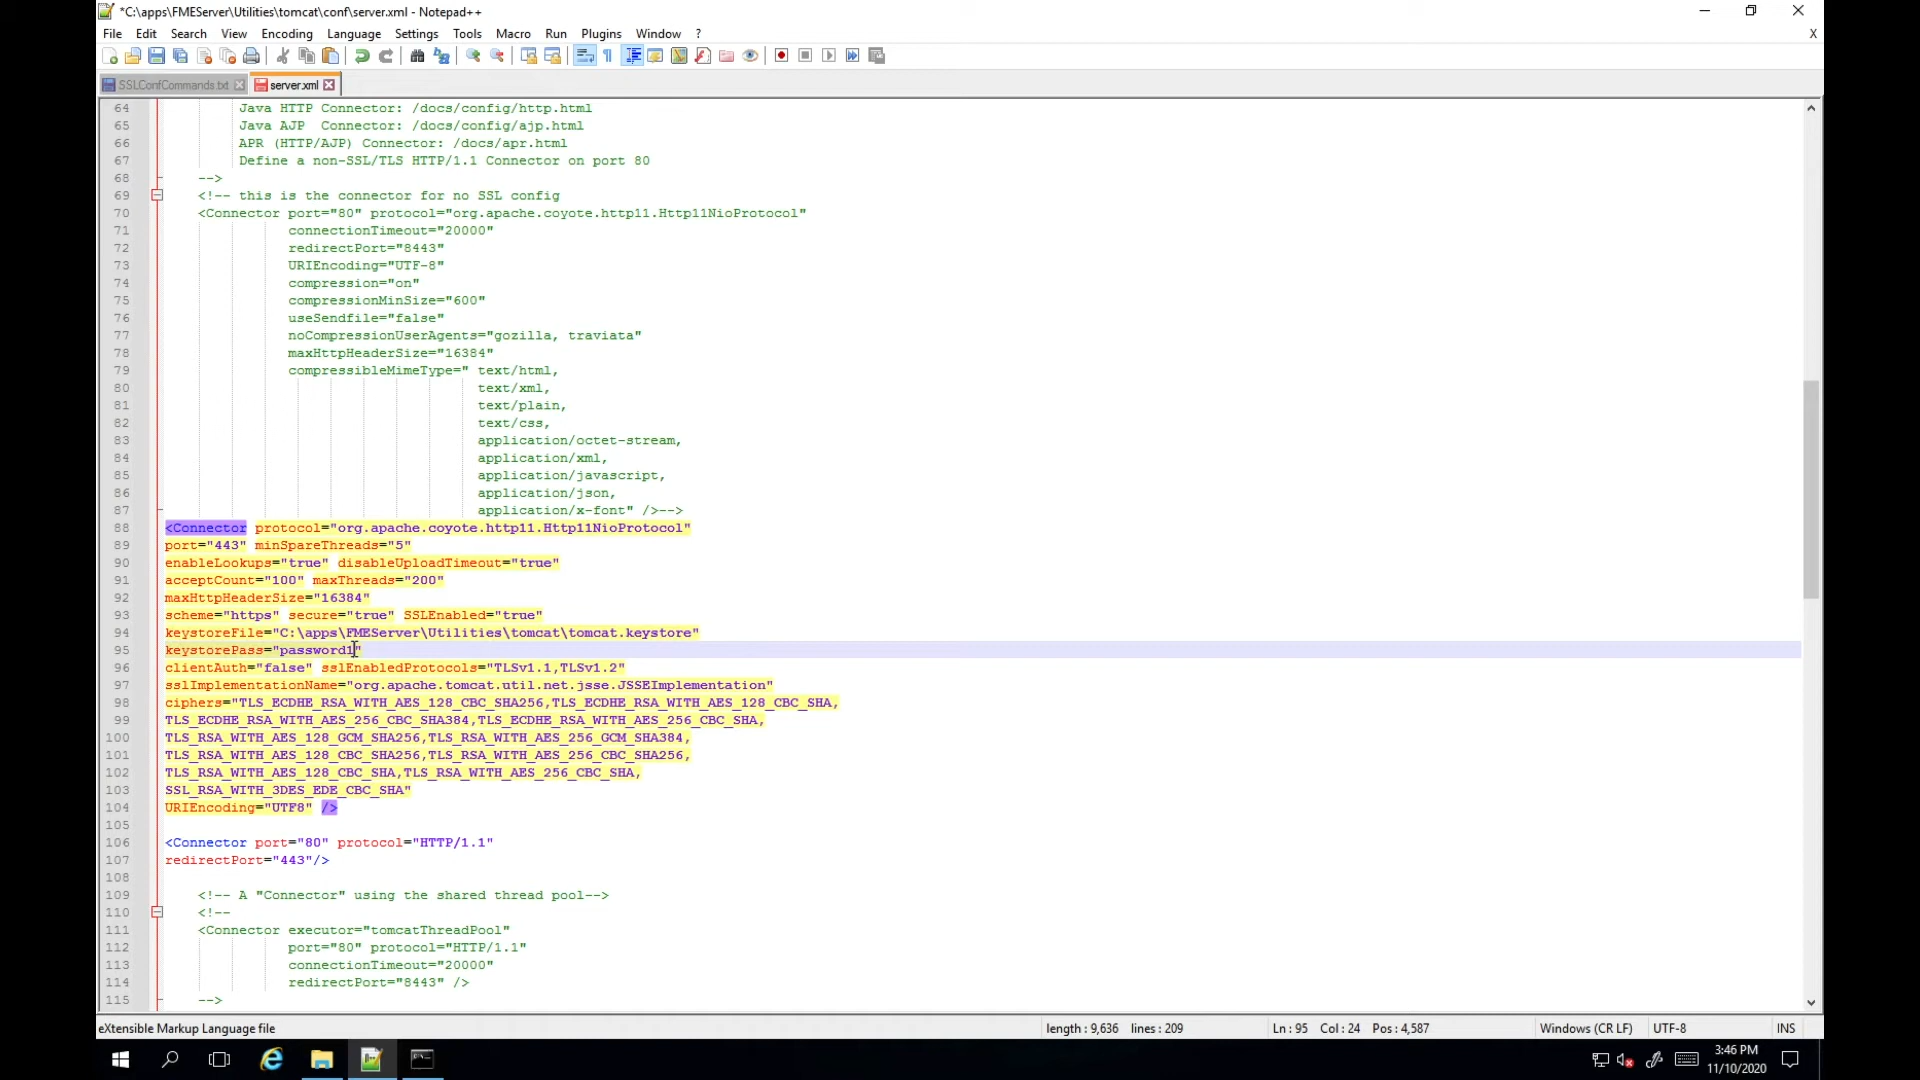 *C:\apps\FMEServer\Utilities\tomcat\conf\server.xml - Notepad++
File Edit Search View Encoding Language Settings Tools Macro Run Plugins Window ? X
SSLConfCommands.txt server.xml
64 Java HTTP Connector: /docs/config/http.html
65 Java AJP  Connector: /docs/config/ajp.html
66 APR (HTTP/AJP) Connector: /docs/apr.html
67 Define a non-SSL/TLS HTTP/1.1 Connector on port 80
68 -->
69 <!-- this is the connector for no SSL config
70 <Connector port="80" protocol="org.apache.coyote.http11.Http11NioProtocol"
71 connectionTimeout="20000"
72 redirectPort="8443"
73 URIEncoding="UTF-8"
74 compression="on"
75 compressionMinSize="600"
76 useSendfile="false"
77 noCompressionUserAgents="gozilla, traviata"
78 maxHttpHeaderSize="16384"
79 compressibleMimeType=" text/html,
80 text/xml,
81 text/plain,
82 text/css,
83 application/octet-stream,
84 application/xml,
85 application/javascript,
86 application/json,
87 application/x-font" />-->
88 <Connector protocol="org.apache.coyote.http11.Http11NioProtocol"
89 port="443" minSpareThreads="5"
90 enableLookups="true" disableUploadTimeout="true"
91 acceptCount="100" maxThreads="200"
92 maxHttpHeaderSize="16384"
93 scheme="https" secure="true" SSLEnabled="true"
94 keystoreFile="C:\apps\FMEServer\Utilities\tomcat\tomcat.keystore"
95 keystorePass="password1"
96 clientAuth="false" sslEnabledProtocols="TLSv1.1,TLSv1.2"
97 sslImplementationName="org.apache.tomcat.util.net.jsse.JSSEImplementation"
98 ciphers="TLS_ECDHE_RSA_WITH_AES_128_CBC_SHA256,TLS_ECDHE_RSA_WITH_AES_128_CBC_SHA,
99 TLS_ECDHE_RSA_WITH_AES_256_CBC_SHA384,TLS_ECDHE_RSA_WITH_AES_256_CBC_SHA,
100 TLS_RSA_WITH_AES_128_GCM_SHA256,TLS_RSA_WITH_AES_256_GCM_SHA384,
101 TLS_RSA_WITH_AES_128_CBC_SHA256,TLS_RSA_WITH_AES_256_CBC_SHA256,
102 TLS_RSA_WITH_AES_128_CBC_SHA,TLS_RSA_WITH_AES_256_CBC_SHA,
103 SSL_RSA_WITH_3DES_EDE_CBC_SHA"
104 URIEncoding="UTF8" />
105
106 <Connector port="80" protocol="HTTP/1.1"
107 redirectPort="443"/>
108
109 <!-- A "Connector" using the shared thread pool-->
110 <!--
111 <Connector executor="tomcatThreadPool"
112 port="80" protocol="HTTP/1.1"
113 connectionTimeout="20000"
114 redirectPort="8443" />
115 -->
eXtensible Markup Language file length : 9,636 lines : 209 Ln : 95 Col : 24 Pos : 4,587 Windows (CR LF) UTF-8 INS
3:46 PM
11/10/2020